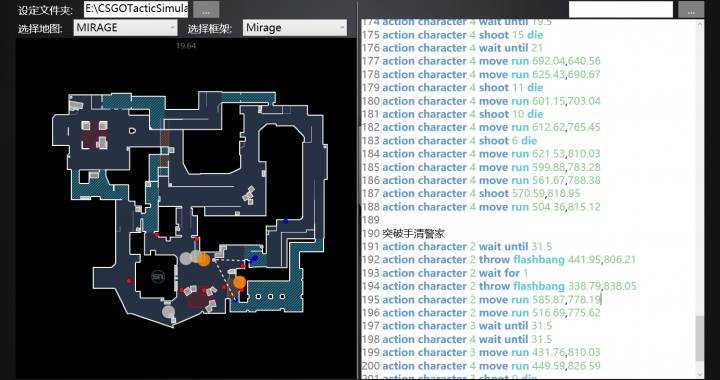 设定文件夹: E:\CSGOTacticSimula ... ...
选择地图: MIRAGE 选择框架: Mirage
19.64
174 action character 4 wait until 19.5
175 action character 4 shoot 15 die
176 action character 4 wait until 21
177 action character 4 move run 692.04,640.56
178 action character 4 move run 625.43,690.67
179 action character 4 shoot 11 die
180 action character 4 move run 601.15,703.04
181 action character 4 shoot 10 die
182 action character 4 move run 612.62,765.45
183 action character 4 shoot 6 die
184 action character 4 move run 621.53,810.03
185 action character 4 move run 599.88,783.28
186 action character 4 move run 561.67,788.38
187 action character 4 shoot 570.59,818.95
188 action character 4 move run 504.36,815.12
189
190 突破手清警家
191 action character 2 wait until 31.5
192 action character 2 throw flashbang 441.95,806.21
193 action character 2 wait for 1
194 action character 2 throw flashbang 338.79,838.05
195 action character 2 move run 585.87,778.19
196 action character 2 move run 516.69,775.62
197 action character 3 wait until 31.5
198 action character 4 wait until 31.5
199 action character 3 move run 431.76,810.03
200 action character 4 move run 449.59,826.59
201 action character 3 shoot 9 die